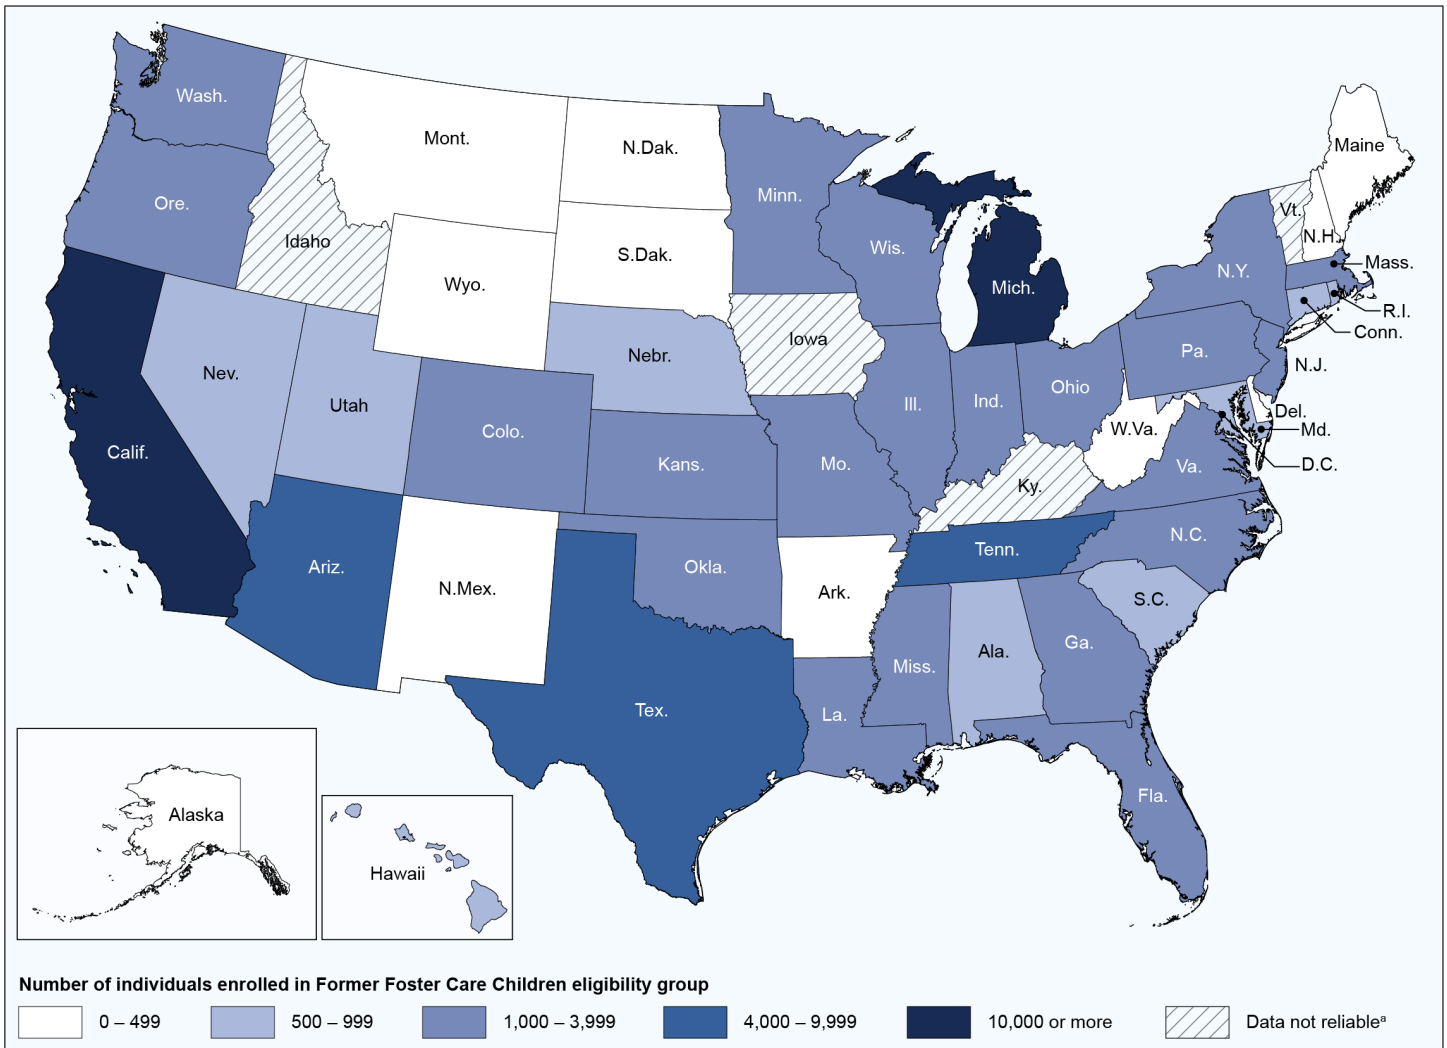 Wash.
Mont.
N.Dak.
Minn.
Maine
Ore.
Idaho
Wyo.
S.Dak.
Wis.
Mich.
Vt.
N.H.
N.Y.
Mass.
R.I.
Conn.
Nev.
Utah
Nebr.
Iowa
Ill.
Ind.
Ohio
Pa.
N.J.
Calif.
Colo.
Kans.
Mo.
Ky.
W.Va.
Va.
Del.
Md.
D.C.
Ariz.
N.Mex.
Okla.
Ark.
Tenn.
N.C.
S.C.
Tex.
La.
Miss.
Ala.
Ga.
Fla.
Alaska
Hawaii
Number of individuals enrolled in Former Foster Care Children eligibility group
0 – 499 500 – 999 1,000 – 3,999 4,000 – 9,999 10,000 or more Data not reliableᵃ